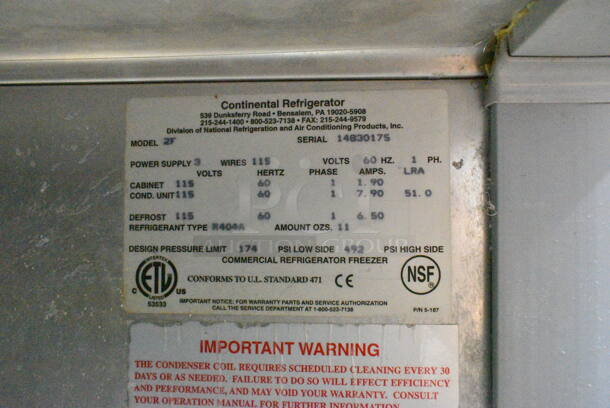 Continental Refrigerator
539 Dunksferry Road • Bensalem, PA 19020-5908
215-244-1400 • 800-523-7138 • FAX: 215-244-9579
Division of National Refrigeration and Air Conditioning Products, Inc.
MODEL 2F SERIAL 14830175
POWER SUPPLY 3 WIRES 115 VOLTS 60 HZ. 1 PH.
VOLTS HERTZ PHASE AMPS. LRA
CABINET 115 60 1 1.90
COND. UNIT 115 60 1 7.90 51.0
DEFROST 115 60 1 6.50
REFRIGERANT TYPE R404A AMOUNT OZS. 11
DESIGN PRESSURE LIMIT 174 PSI LOW SIDE 492 PSI HIGH SIDE
COMMERCIAL REFRIGERATOR FREEZER
INTERTEK
ETL
LISTED
C US
53533
CONFORMS TO U.L. STANDARD 471 CE
NSF
IMPORTANT NOTICE: FOR WARRANTY PARTS AND SERVICE AUTHORIZATION
CALL THE SERVICE DEPARTMENT AT 1-800-523-7138
P/N 5-187
IMPORTANT WARNING
THE CONDENSER COIL REQUIRES SCHEDULED CLEANING EVERY 30
DAYS OR AS NEEDED. FAILURE TO DO SO WILL EFFECT EFFICIENCY
AND PERFORMANCE, AND MAY VOID YOUR WARRANTY. CONSULT
YOUR OPERATION MANUAL FOR FURTHER INFORMATION